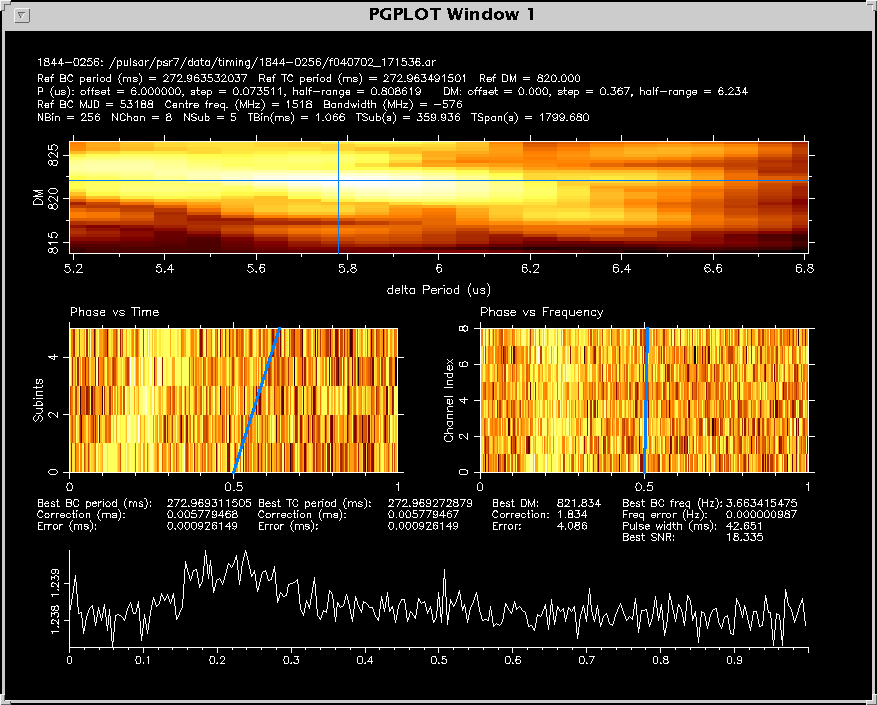 PGPLOT Window 1
1844-0256: /pulsar/psr7/data/timing/1844-0256/f040702_171536.ar
Ref BC period (ms) = 272.963532037 Ref TC period (ms) = 272.963491501 Ref DM = 820.000
P (us): offset = 6.000000, step = 0.073511, half-range = 0.808619 DM: offset = 0.000, step = 0.367, half-range = 6.234
Ref BC MJD = 53188 Centre freq. (MHz) = 1518 Bandwidth (MHz) = -576
NBin = 256 NChan = 8 NSub = 5 TBin(ms) = 1.066 TSub(s) = 359.936 TSpan(s) = 1799.680
825
820
815
DM
5.2 5.4 5.6 5.8 6 6.2 6.4 6.6 6.8
delta Period (us)
Phase vs Time
4
2
0
Subints
0 0.5 1
Phase vs Frequency
8
6
4
2
0
Channel Index
0 0.5 1
Best BC period (ms): 272.969311505 Best TC period (ms): 272.969272879 Best DM: 821.834 Best BC freq (Hz): 3.663415475
Correction (ms): 0.005779468 Correction (ms): 0.005779467 Correction: 1.834 Freq error (Hz): 0.000000987
Error (ms): 0.000926149 Error (ms): 0.000926149 Error: 4.086 Pulse width (ms): 42.651
Best SNR: 18.335
1.239
1.238
0 0.1 0.2 0.3 0.4 0.5 0.6 0.7 0.8 0.9